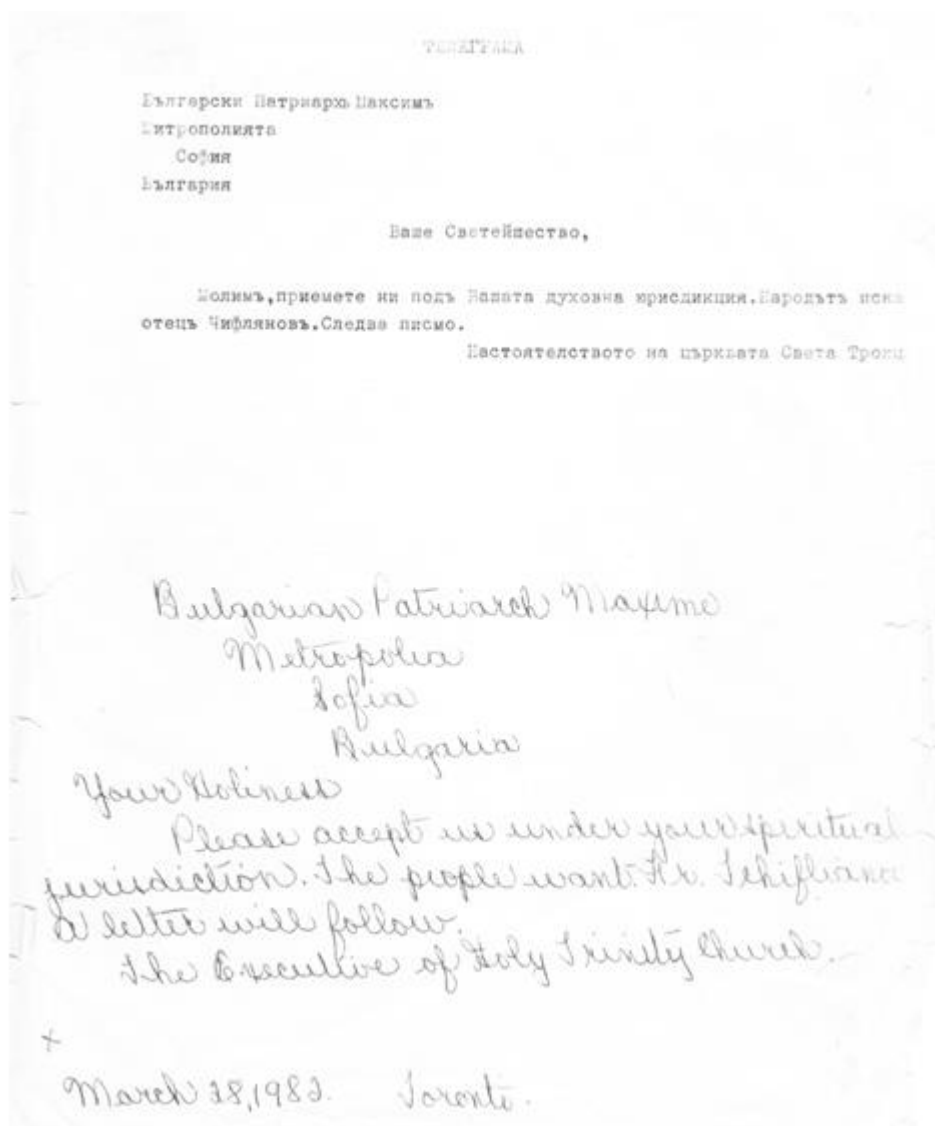 ТЕЛЕГРАМА
Български Патриархъ Максимъ
Митрополията
София
България
Ваше Светейшество,
Молимъ,приемете ни подъ Вашата духовна юрисдикция.Народътъ иска
отецъ Чифляновъ.Следва писмо.
Настоятелството на църквата Света Троиц
Bulgarian Patriarch Maxime
Metropolia
Sofia
Bulgaria
Your Holiness
Please accept us under your spiritual
jurisdiction. The people want Fr. Tchiflianov
a letter will follow.
The Executive of Holy Trinity Church.
x
March 28, 1982. Toronto.